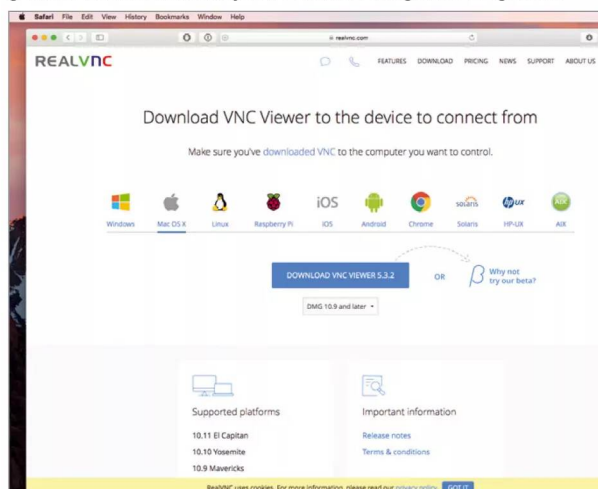 Safari File Edit View History Bookmarks Window Help
realvnc.com
REALVNC
FEATURES DOWNLOAD PRICING NEWS SUPPORT ABOUT US
Download VNC Viewer to the device to connect from
Make sure you've downloaded VNC to the computer you want to control.
iOS solaris hp UX AIX
Windows Mac OS X Linux Raspberry Pi iOS Android Chrome Solaris HP-UX AIX
DOWNLOAD VNC VIEWER 5.3.2 OR β Why not
try our beta?
DMG 10.9 and later
Supported platforms Important information
10.11 El Capitan Release notes
10.10 Yosemite Terms & conditions
10.9 Mavericks
RealVNC uses cookies. For more information, please read our privacy policy. GOT IT